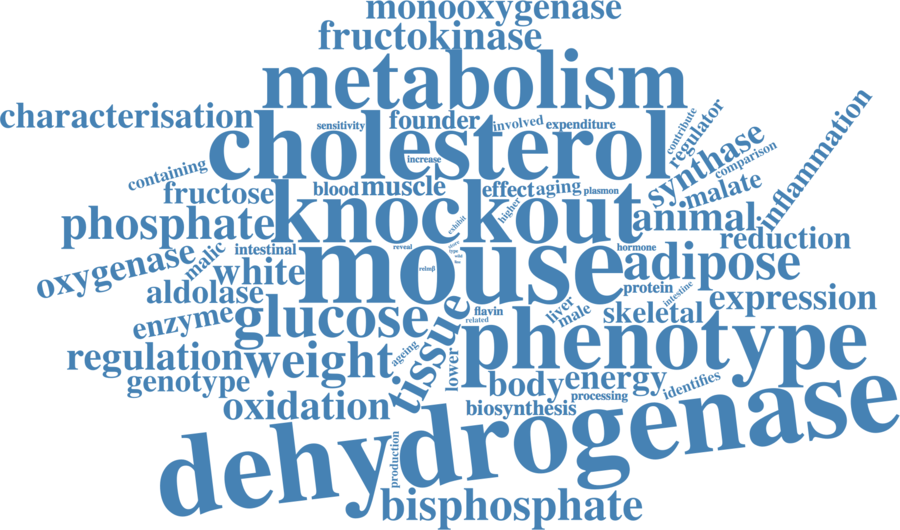 monooxygenase
fructokinase
metabolism
characterisation
sensitivity
founder
involved
expenditure
contribute
regulator
inflammation
cholesterol
increase
containing
fructose
blood
muscle
effect
aging
plasmon
synthase
comparison
malate
phosphate
knockout
exhibit
higher
animal
reduction
oxygenase
malic
intestinal
reveal
store
type
wild
hormone
white
mouse
adipose
aldolase
protein
intestine
expression
enzyme
glucose
tissue
flavin
related
liver
male
skeletal
regulation
weight
ageing
lower
phenotype
genotype
body
energy
processing
identifies
oxidation
biosynthesis
dehydrogenase
production
bisphosphate